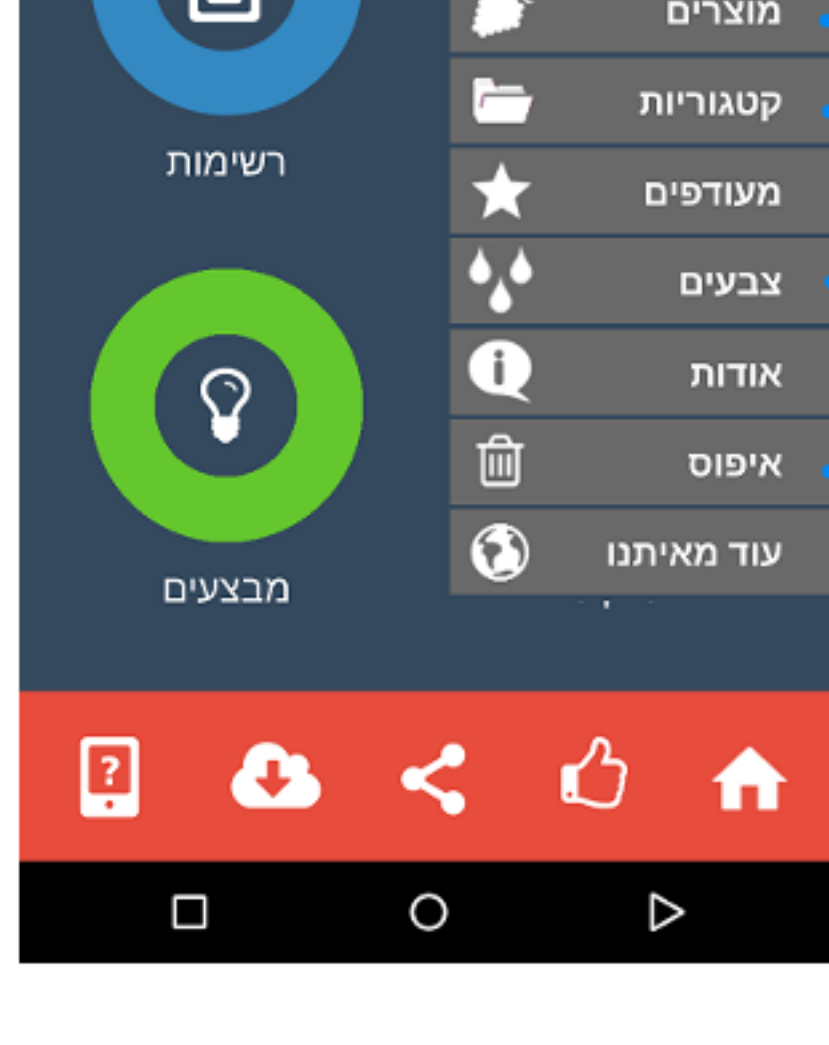 מוצרים
קטגוריות
רשימות
מעודפים
צבעים
אודות
איפוס
עוד מאיתנו
מבצעים
?